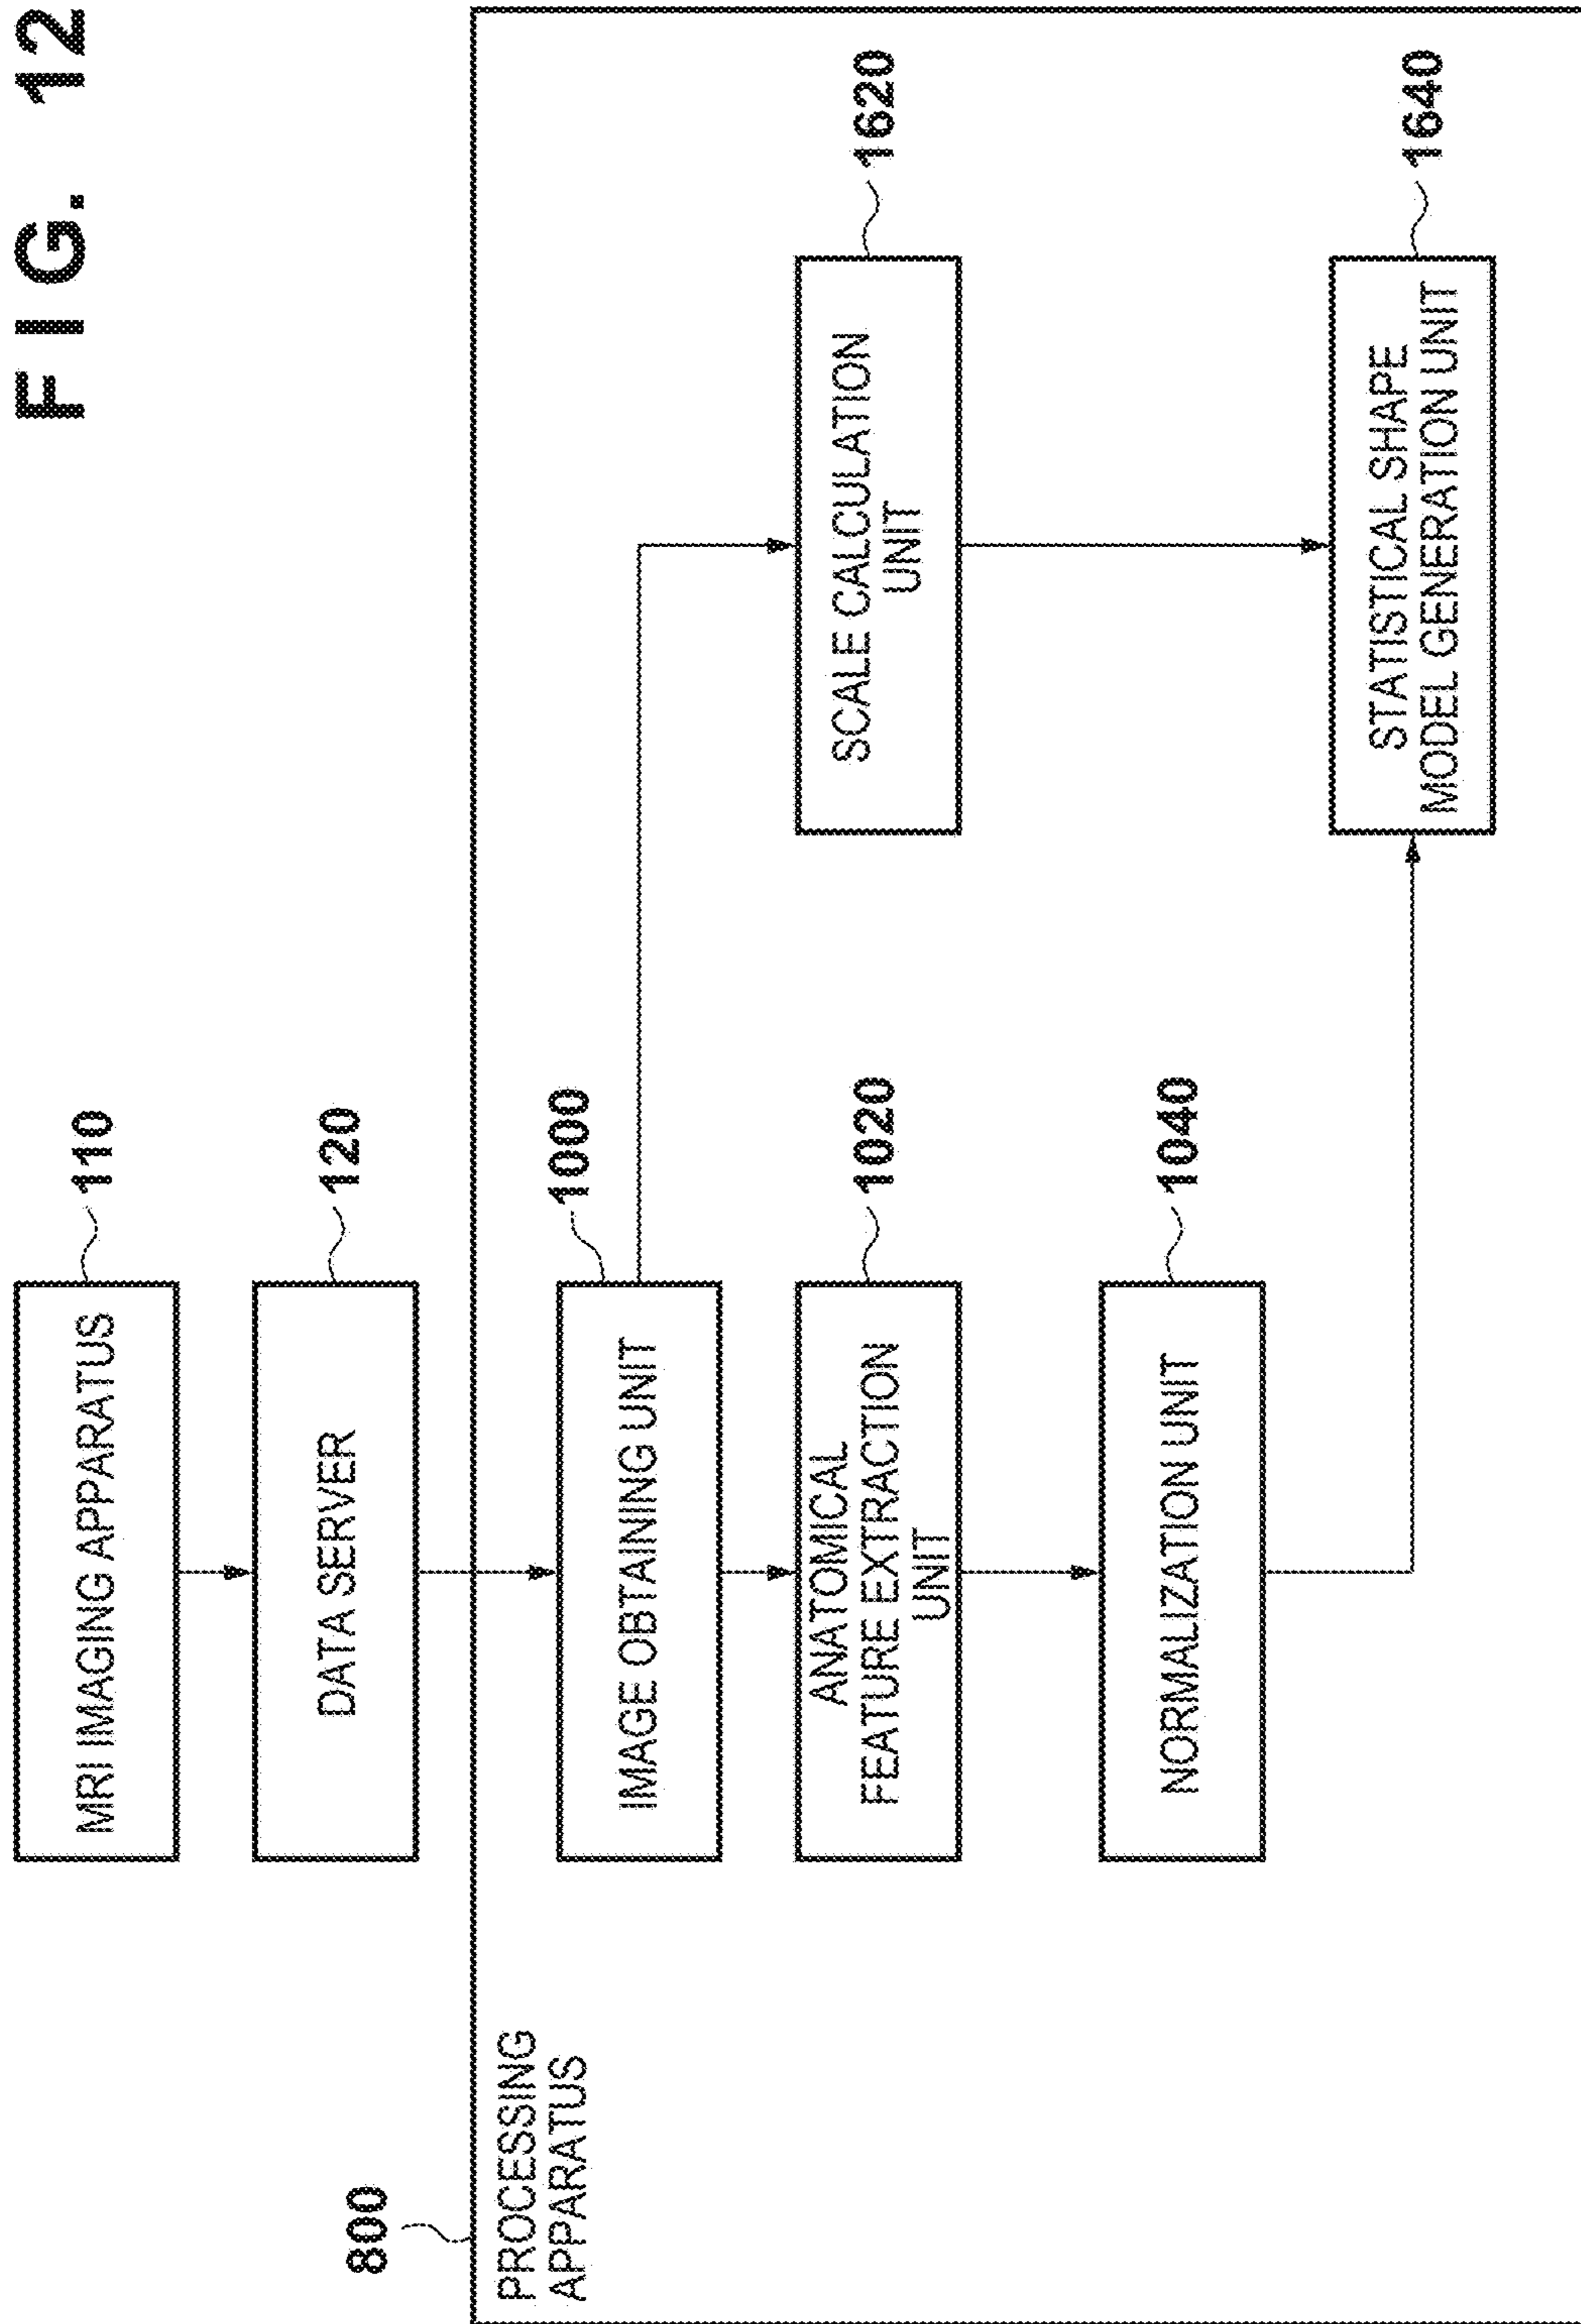 FIG. 12
MRI IMAGING APPARATUS
110
DATA SERVER
120
800
PROCESSING
APPARATUS
IMAGE OBTAINING UNIT
1000
ANATOMICAL
FEATURE EXTRACTION
UNIT
1020
SCALE CALCULATION
UNIT
1620
NORMALIZATION UNIT
1040
STATISTICAL SHAPE
MODEL GENERATION UNIT
1640